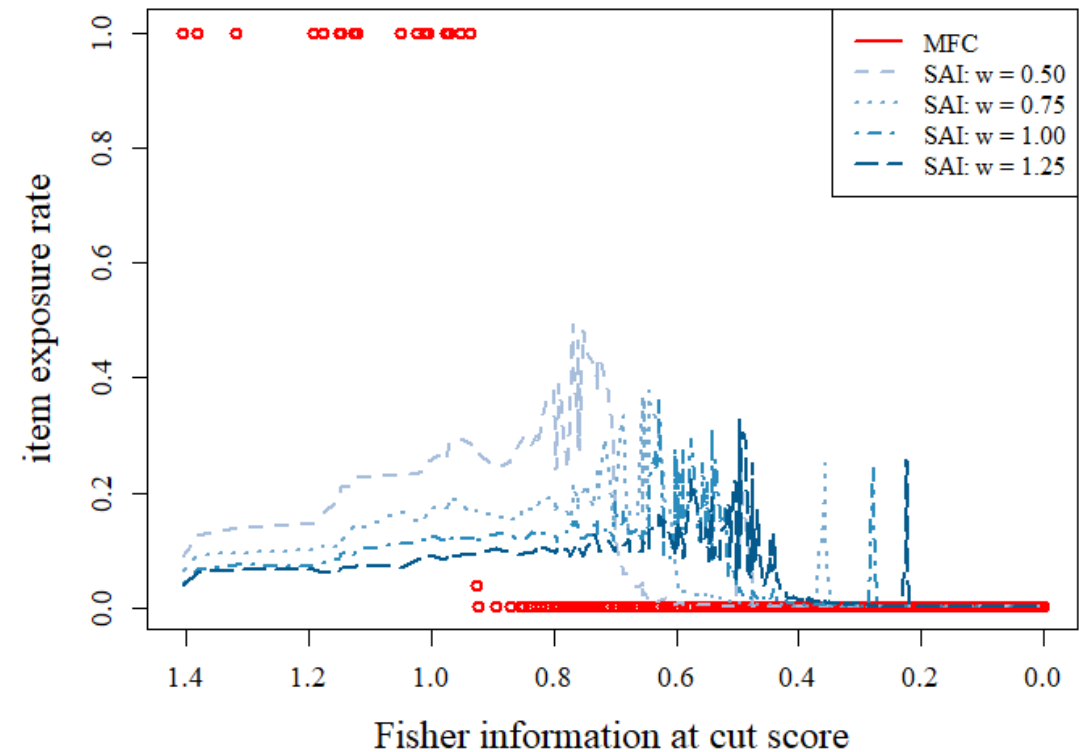 MFC
SAI: w = 0.50
SAI: w = 0.75
SAI: w = 1.00
SAI: w = 1.25
item exposure rate
1.0
0.8
0.6
0.4
0.2
0.0
1.4 1.2 1.0 0.8 0.6 0.4 0.2 0.0
Fisher information at cut score